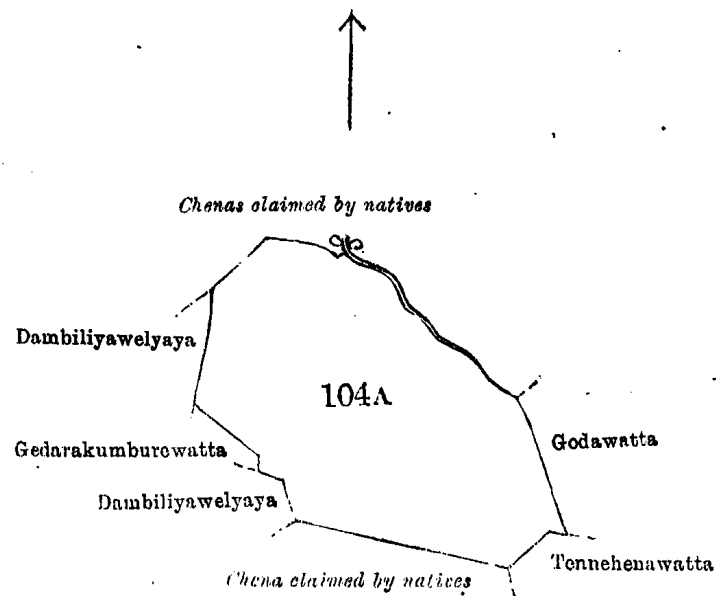 Chenas claimed by natives
Dambiliyawelyaya
104A
Gedarakumburewatta
Godawatta
Dambiliyawelyaya
Tennehenawatta
Chena claimed by natives